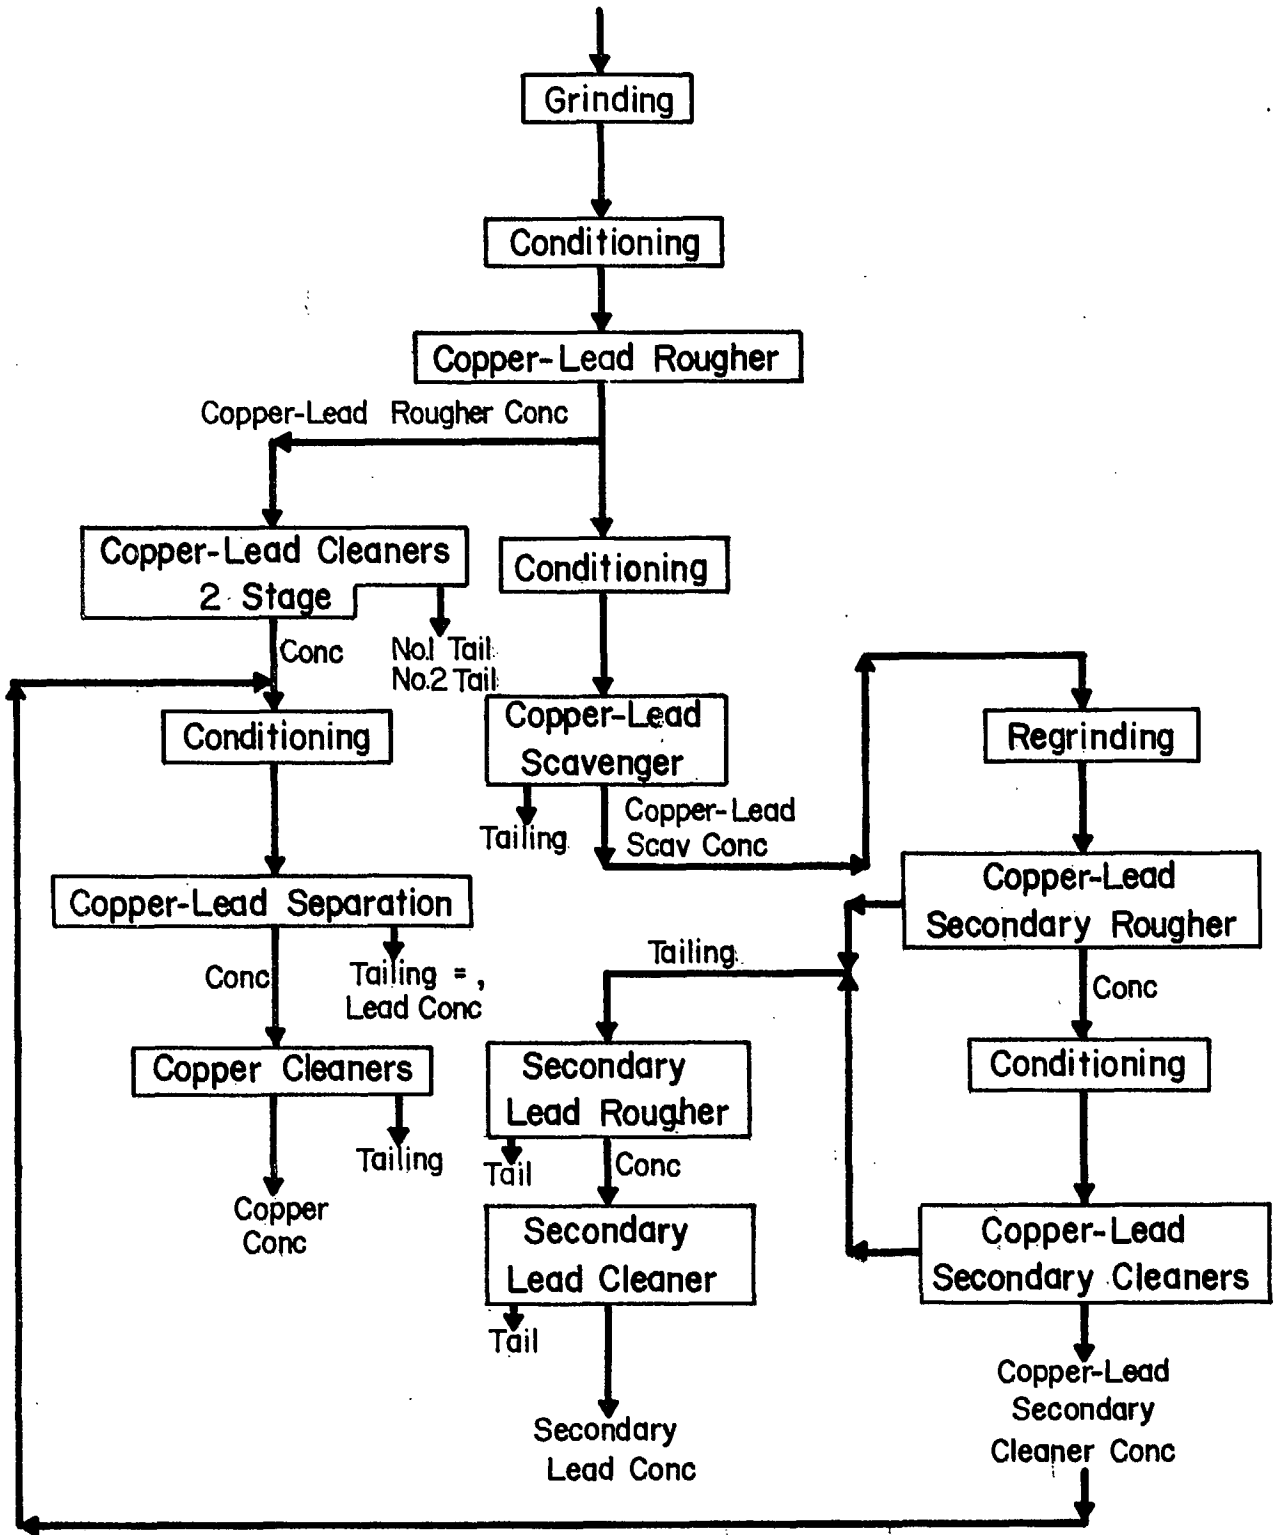 Grinding
Conditioning
Copper-Lead Rougher
Copper-Lead Rougher Conc
Copper-Lead Cleaners
2 Stage
Conc
No.1 Tail
No.2 Tail
Conditioning
Copper-Lead Separation
Conc
Tailing = ,
Lead Conc
Copper Cleaners
Tailing
Copper
Conc
Conditioning
Copper-Lead
Scavenger
Tailing
Copper-Lead
Scav Conc
Regrinding
Copper-Lead
Secondary Rougher
Conc
Conditioning
Copper-Lead
Secondary Cleaners
Copper-Lead
Secondary
Cleaner Conc
Tailing
Secondary
Lead Rougher
Tail
Conc
Secondary
Lead Cleaner
Tail
Secondary
Lead Conc